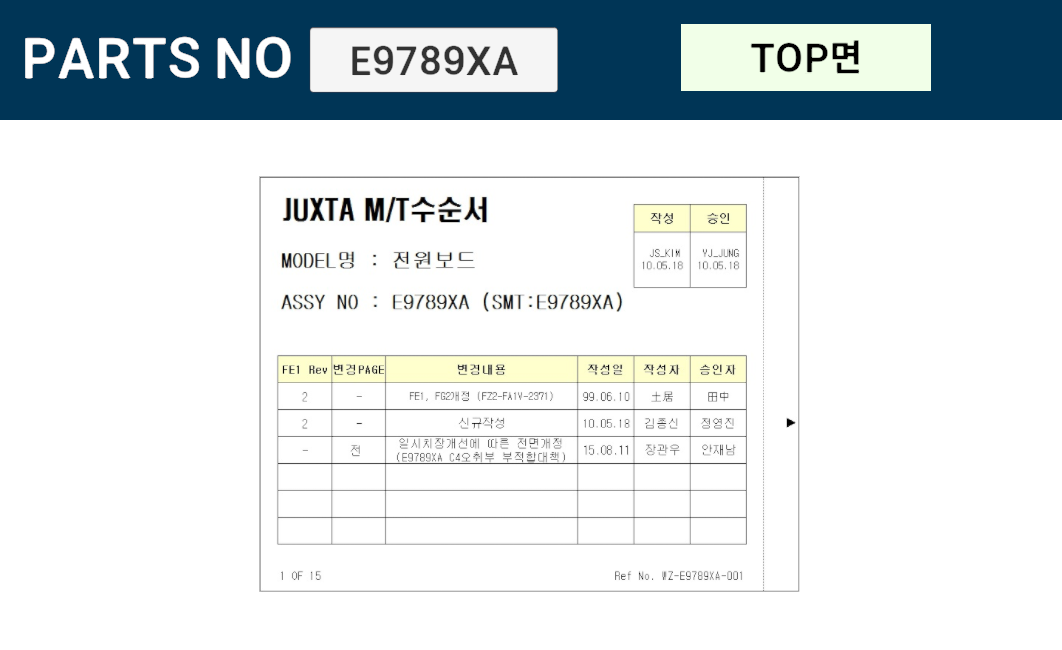 PARTS NO E9789XA TOP면
JUXTA M/T수순서
작성 승인
MODEL명 : 전원보드
JS_KIM YJ_JUNG
10.05.18 10.05.18
ASSY NO : E9789XA (SMT:E9789XA)
FE1 Rev 변경PAGE 변경내용 작성일 작성자 승인자
2 - FE1, FG2개정 (FZ2-FA1V-2371) 99.06.10 土居 田中
2 - 신규작성 10.05.18 김종신 정영진
- 전 일시치장개선에 따른 전면개정 15.08.11 장관우 안재남
(E9789XA C4오취부 부적합대책)
1 OF 15 Ref No. WZ-E9789XA-001